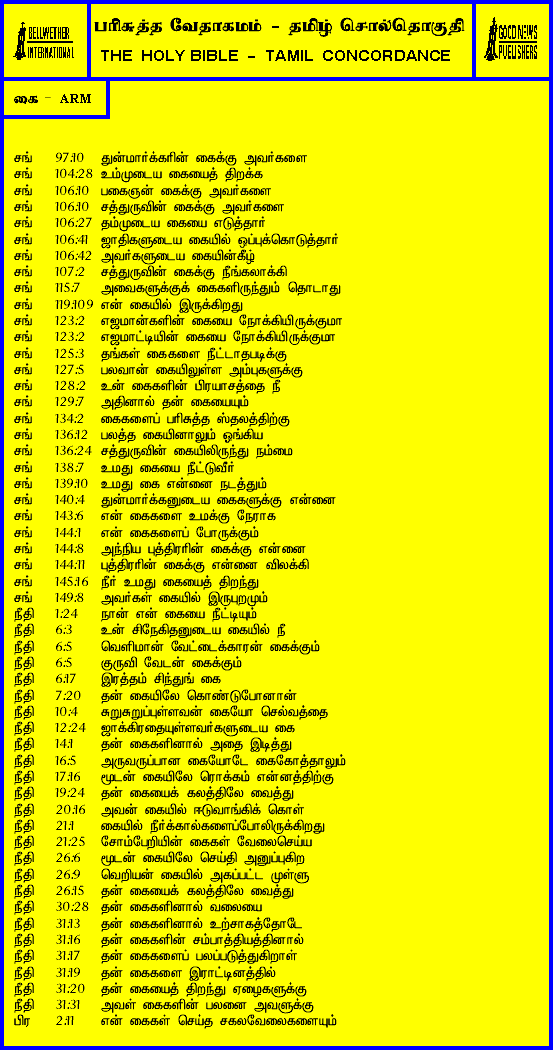 BELLWETHER
INTERNATIONAL
பரிசுத்த வேதாகமம் - தமிழ் சொல்தொகுதி
THE HOLY BIBLE - TAMIL CONCORDANCE
GOOD NEWS
PUBLISHERS
கை - ARM
சங் 97:10 துன்மார்க்கரின் கைக்கு அவர்களை
சங் 104:28 உம்முடைய கையைத் திறக்க
சங் 106:10 பகைஞன் கைக்கு அவர்களை
சங் 106:10 சத்துருவின் கைக்கு அவர்களை
சங் 106:27 தம்முடைய கையை எடுத்தார்
சங் 106:41 ஜாதிகளுடைய கையில் ஒப்புக்கொடுத்தார்
சங் 106:42 அவர்களுடைய கையின்கீழ்
சங் 107:2 சத்துருவின் கைக்கு நீங்கலாக்கி
சங் 115:7 அவைகளுக்குக் கைகளிருந்தும் தொடாது
சங் 119:109 என் கையில் இருக்கிறது
சங் 123:2 எஜமான்களின் கையை நோக்கியிருக்குமா
சங் 123:2 எஜமாட்டியின் கையை நோக்கியிருக்குமா
சங் 125:3 தங்கள் கைகளை நீட்டாதபடிக்கு
சங் 127:5 பலவான் கையிலுள்ள அம்புகளுக்கு
சங் 128:2 உன் கைகளின் பிரயாசத்தை நீ
சங் 129:7 அதினால் தன் கையையும்
சங் 134:2 கைகளைப் பரிசுத்த ஸ்தலத்திற்கு
சங் 136:12 பலத்த கையினாலும் ஓங்கிய
சங் 136:24 சத்துருவின் கையிலிருந்து நம்மை
சங் 138:7 உமது கையை நீட்டுவீர்
சங் 139:10 உமது கை என்னை நடத்தும்
சங் 140:4 துன்மார்க்கனுடைய கைகளுக்கு என்னை
சங் 143:6 என் கைகளை உமக்கு நேராக
சங் 144:1 என் கைகளைப் போருக்கும்
சங் 144:8 அந்நிய புத்திரரின் கைக்கு என்னை
சங் 144:11 புத்திரரின் கைக்கு என்னை விலக்கி
சங் 145:16 நீர் உமது கையைத் திறந்து
சங் 149:8 அவர்கள் கையில் இருபுறமும்
நீதி 1:24 நான் என் கையை நீட்டியும்
நீதி 6:3 உன் சிநேகிதனுடைய கையில் நீ
நீதி 6:5 வெளிமான் வேட்டைக்காரன் கைக்கும்
நீதி 6:5 குருவி வேடன் கைக்கும்
நீதி 6:17 இரத்தம் சிந்துங் கை
நீதி 7:20 தன் கையிலே கொண்டுபோனான்
நீதி 10:4 சுறுசுறுப்புள்ளவன் கையோ செல்வத்தை
நீதி 12:24 ஜாக்கிரதையுள்ளவர்களுடைய கை
நீதி 14:1 தன் கைகளினால் அதை இடித்து
நீதி 16:5 அருவருப்பான கையோடே கைகோத்தாலும்
நீதி 17:16 மூடன் கையிலே ரொக்கம் என்னத்திற்கு
நீதி 19:24 தன் கையைக் கலத்திலே வைத்து
நீதி 20:16 அவன் கையில் ஈடுவாங்கிக் கொள்
நீதி 21:1 கையில் நீர்க்கால்களைப்போலிருக்கிறது
நீதி 21:25 சோம்பேறியின் கைகள் வேலைசெய்ய
நீதி 26:6 மூடன் கையிலே செய்தி அனுப்புகிற
நீதி 26:9 வெறியன் கையில் அகப்பட்ட முள்ளு
நீதி 26:15 தன் கையைக் கலத்திலே வைத்து
நீதி 30:28 தன் கைகளினால் வலையை
நீதி 31:13 தன் கைகளினால் உற்சாகத்தோடே
நீதி 31:16 தன் கைகளின் சம்பாத்தியத்தினால்
நீதி 31:17 தன் கைகளைப் பலப்படுத்துகிறாள்
நீதி 31:19 தன் கைகளை இராட்டினத்தில்
நீதி 31:20 தன் கையைத் திறந்து ஏழைகளுக்கு
நீதி 31:31 அவள் கைகளின் பலனை அவளுக்கு
பிர 2:11 என் கைகள் செய்த சகலவேலைகளையும்